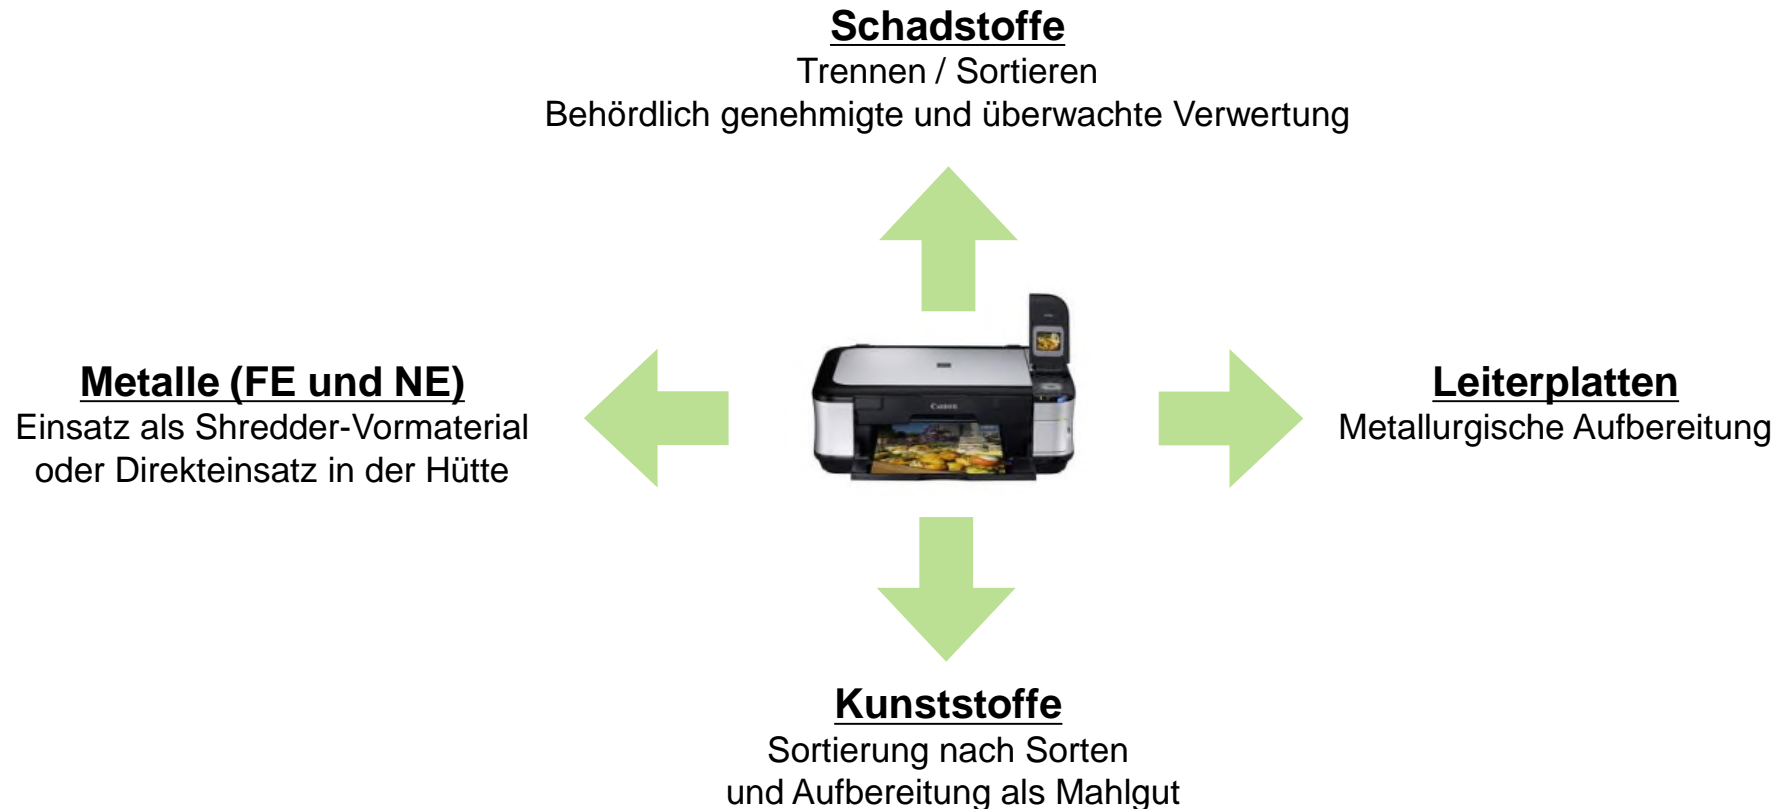 Schadstoffe
Trennen / Sortieren
Behördlich genehmigte und überwachte Verwertung
Metalle (FE und NE)
Einsatz als Shredder-Vormaterial
oder Direkteinsatz in der Hütte
Canon
Leiterplatten
Metallurgische Aufbereitung
Kunststoffe
Sortierung nach Sorten
und Aufbereitung als Mahlgut